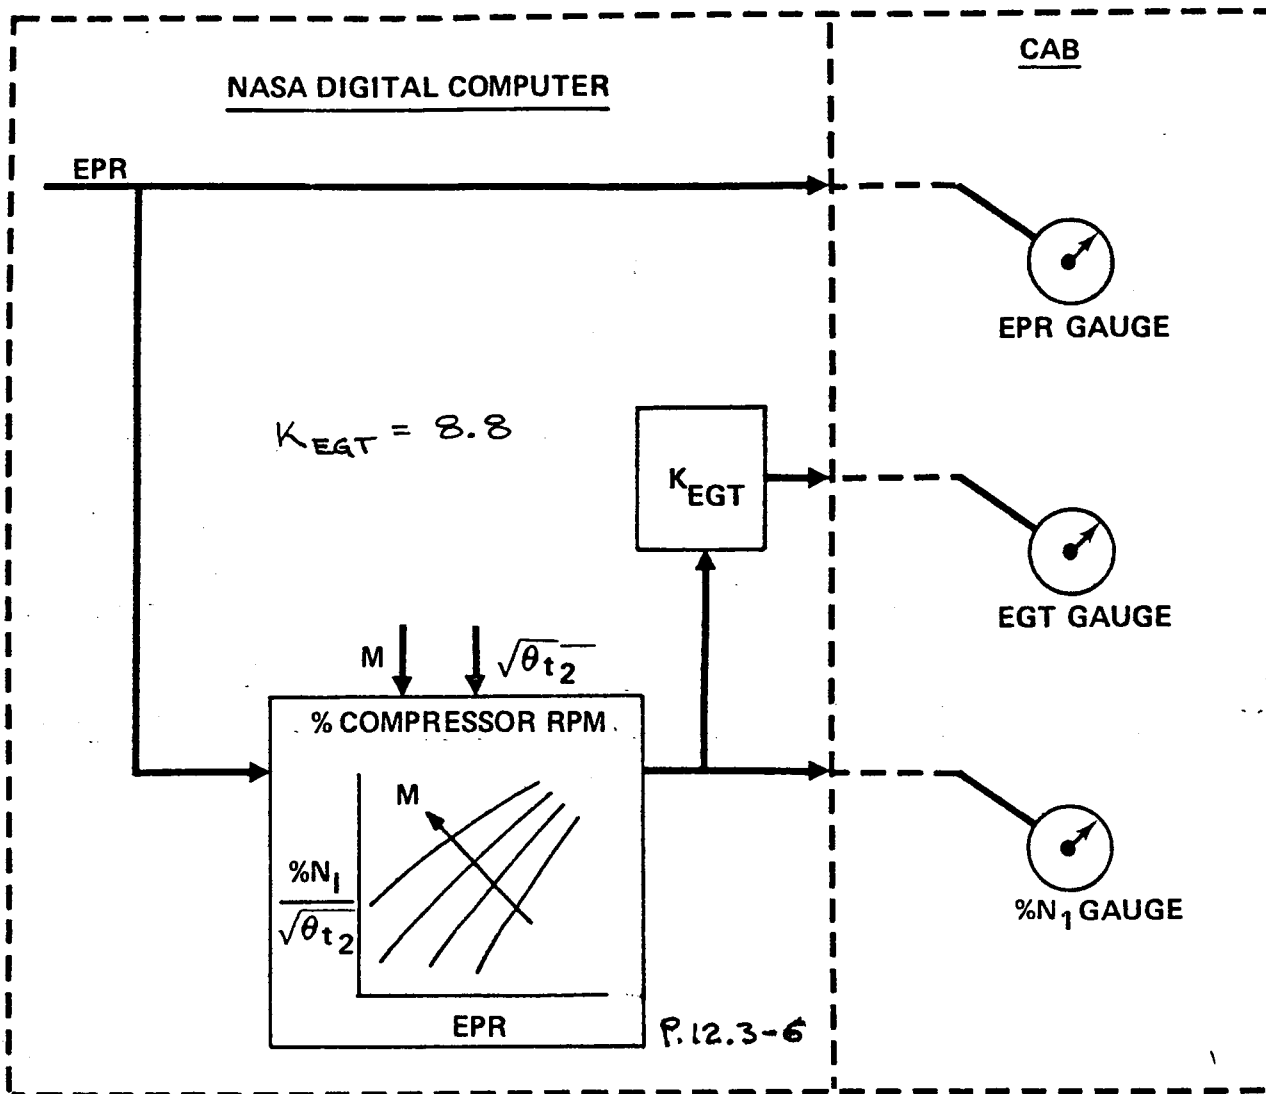 NASA DIGITAL COMPUTER
CAB
EPR
EPR GAUGE
K_EGT = 8.8
K_EGT
EGT GAUGE
M
√θt2
% COMPRESSOR RPM
M
%N1
√θt2
EPR
%N1 GAUGE
P.12.3-6